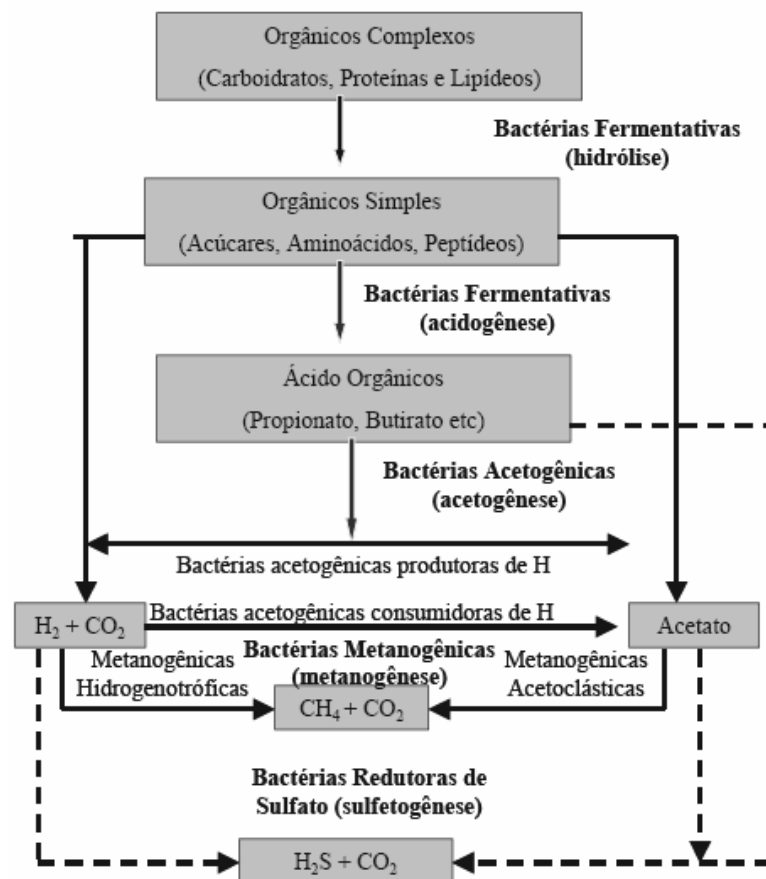 Orgânicos Complexos
(Carboidratos, Proteínas e Lipídeos)
Bactérias Fermentativas
(hidrólise)
Orgânicos Simples
(Acúcares, Aminoácidos, Peptídeos)
Bactérias Fermentativas
(acidogênese)
Ácido Orgânicos
(Propionato, Butirato etc)
Bactérias Acetogênicas
(acetogênese)
Bactérias acetogênicas produtoras de H
H₂ + CO₂
Bactérias acetogênicas consumidoras de H
Acetato
Metanogênicas
Hidrogenotróficas
Bactérias Metanogênicas
(metanogênese)
Metanogênicas
Acetoclásticas
CH₄ + CO₂
Bactérias Redutoras de
Sulfato (sulfetogênese)
H₂S + CO₂